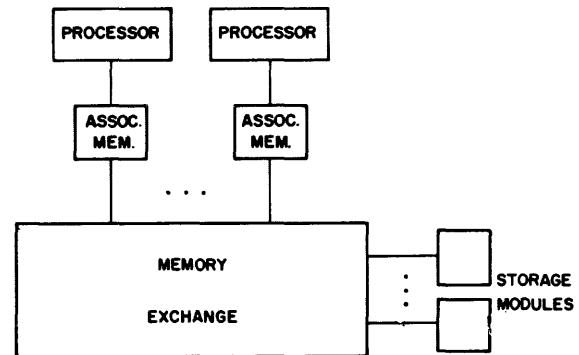 PROCESSOR
PROCESSOR
ASSOC.
MEM.
ASSOC.
MEM.
MEMORY
EXCHANGE
STORAGE
MODULES